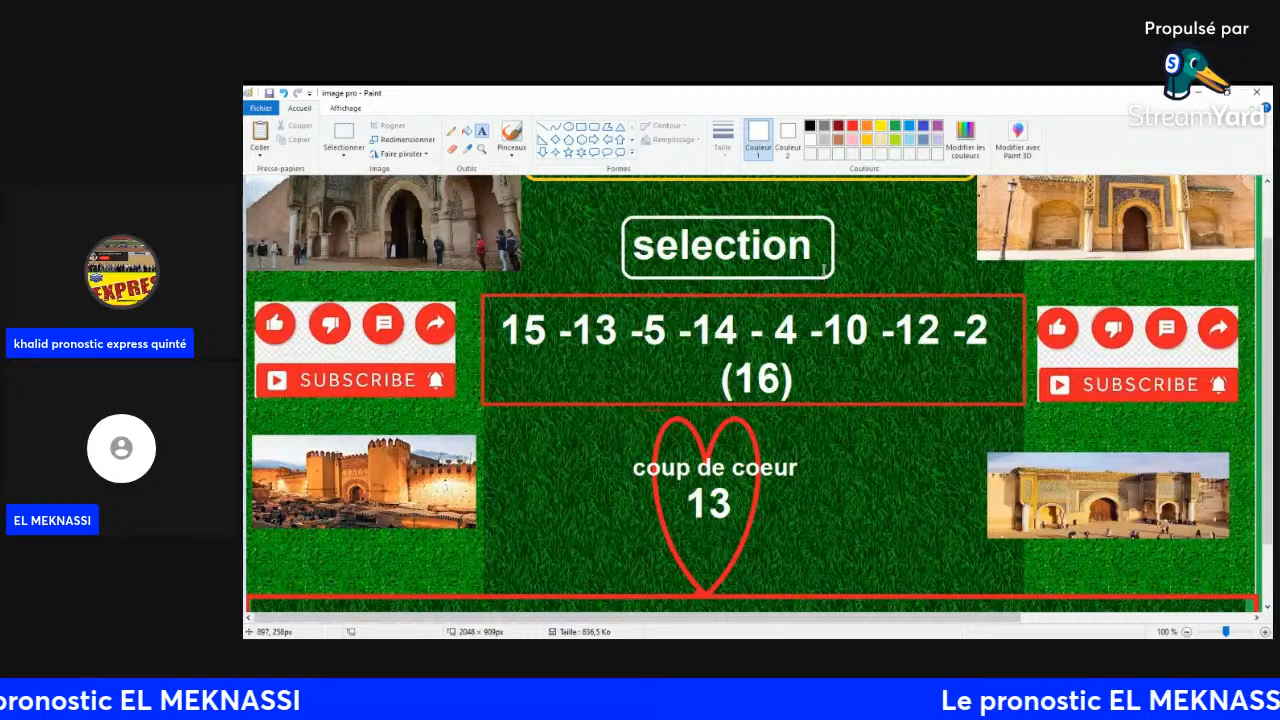 Propulsé par
StreamYard
image pro - Paint
Fichier
Accueil
Affichage
Coller
Couper
Copier
Presse-papiers
Sélectionner
Rogner
Redimensionner
Faire pivoter
Image
A
Outils
Pinceaux
Contour
Remplissage
Formes
Taille
Couleur 1
Couleur 2
Modifier les couleurs
Couleurs
Modifier avec Paint 3D
selection
15 -13 -5 -14 - 4 -10 -12 -2
(16)
SUBSCRIBE
SUBSCRIBE
coup de coeur
13
EXPRES
khalid pronostic express quinté
EL MEKNASSI
897, 258px
2048 × 909px
Taille : 836,5 Ko
100 %
pronostic EL MEKNASSI
Le pronostic EL MEKNASS